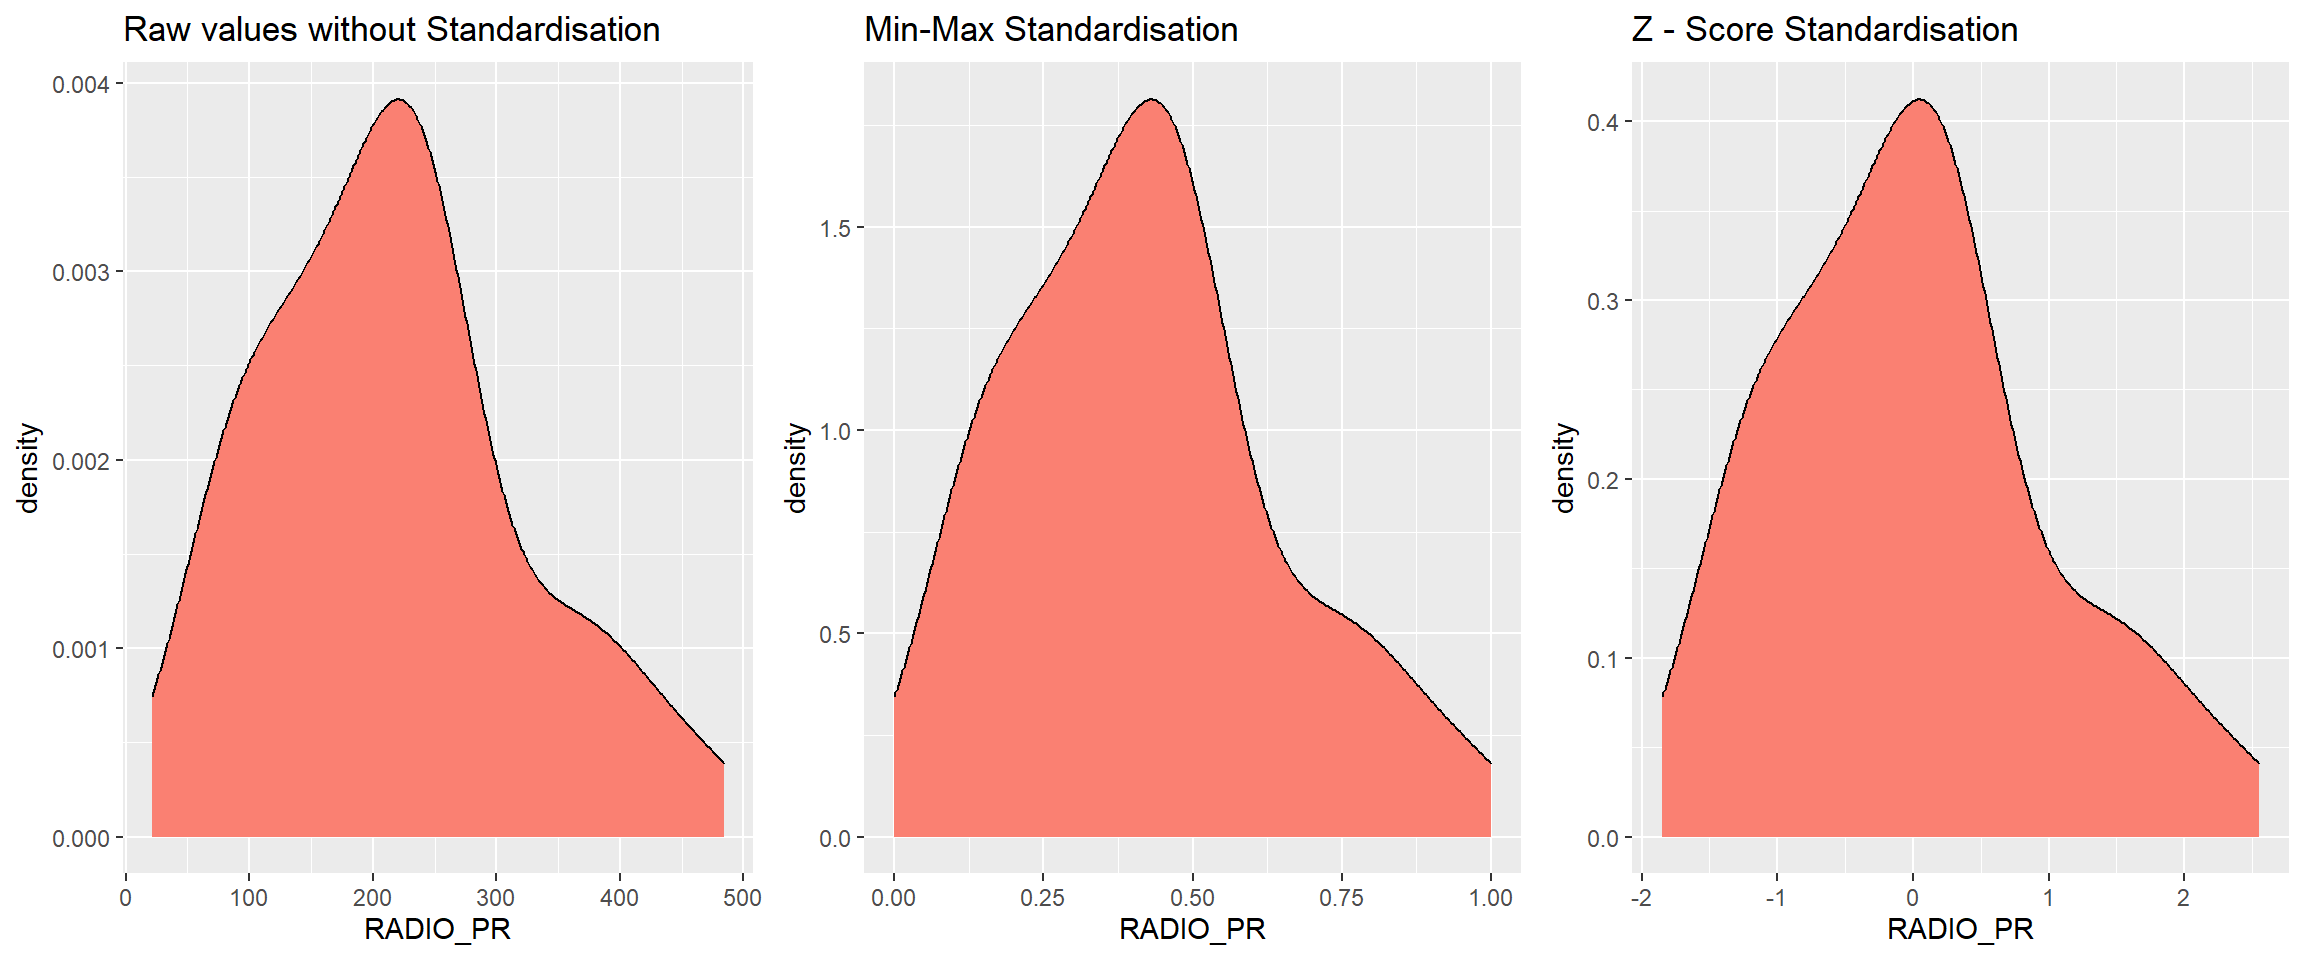 Raw values without Standardisation
0.004
0.003
0.002
0.001
0.000
density
0 100 200 300 400 500
RADIO_PR
Min-Max Standardisation
1.5
1.0
0.5
0.0
density
0.00 0.25 0.50 0.75 1.00
RADIO_PR
Z - Score Standardisation
0.4
0.3
0.2
0.1
0.0
density
-2 -1 0 1 2
RADIO_PR